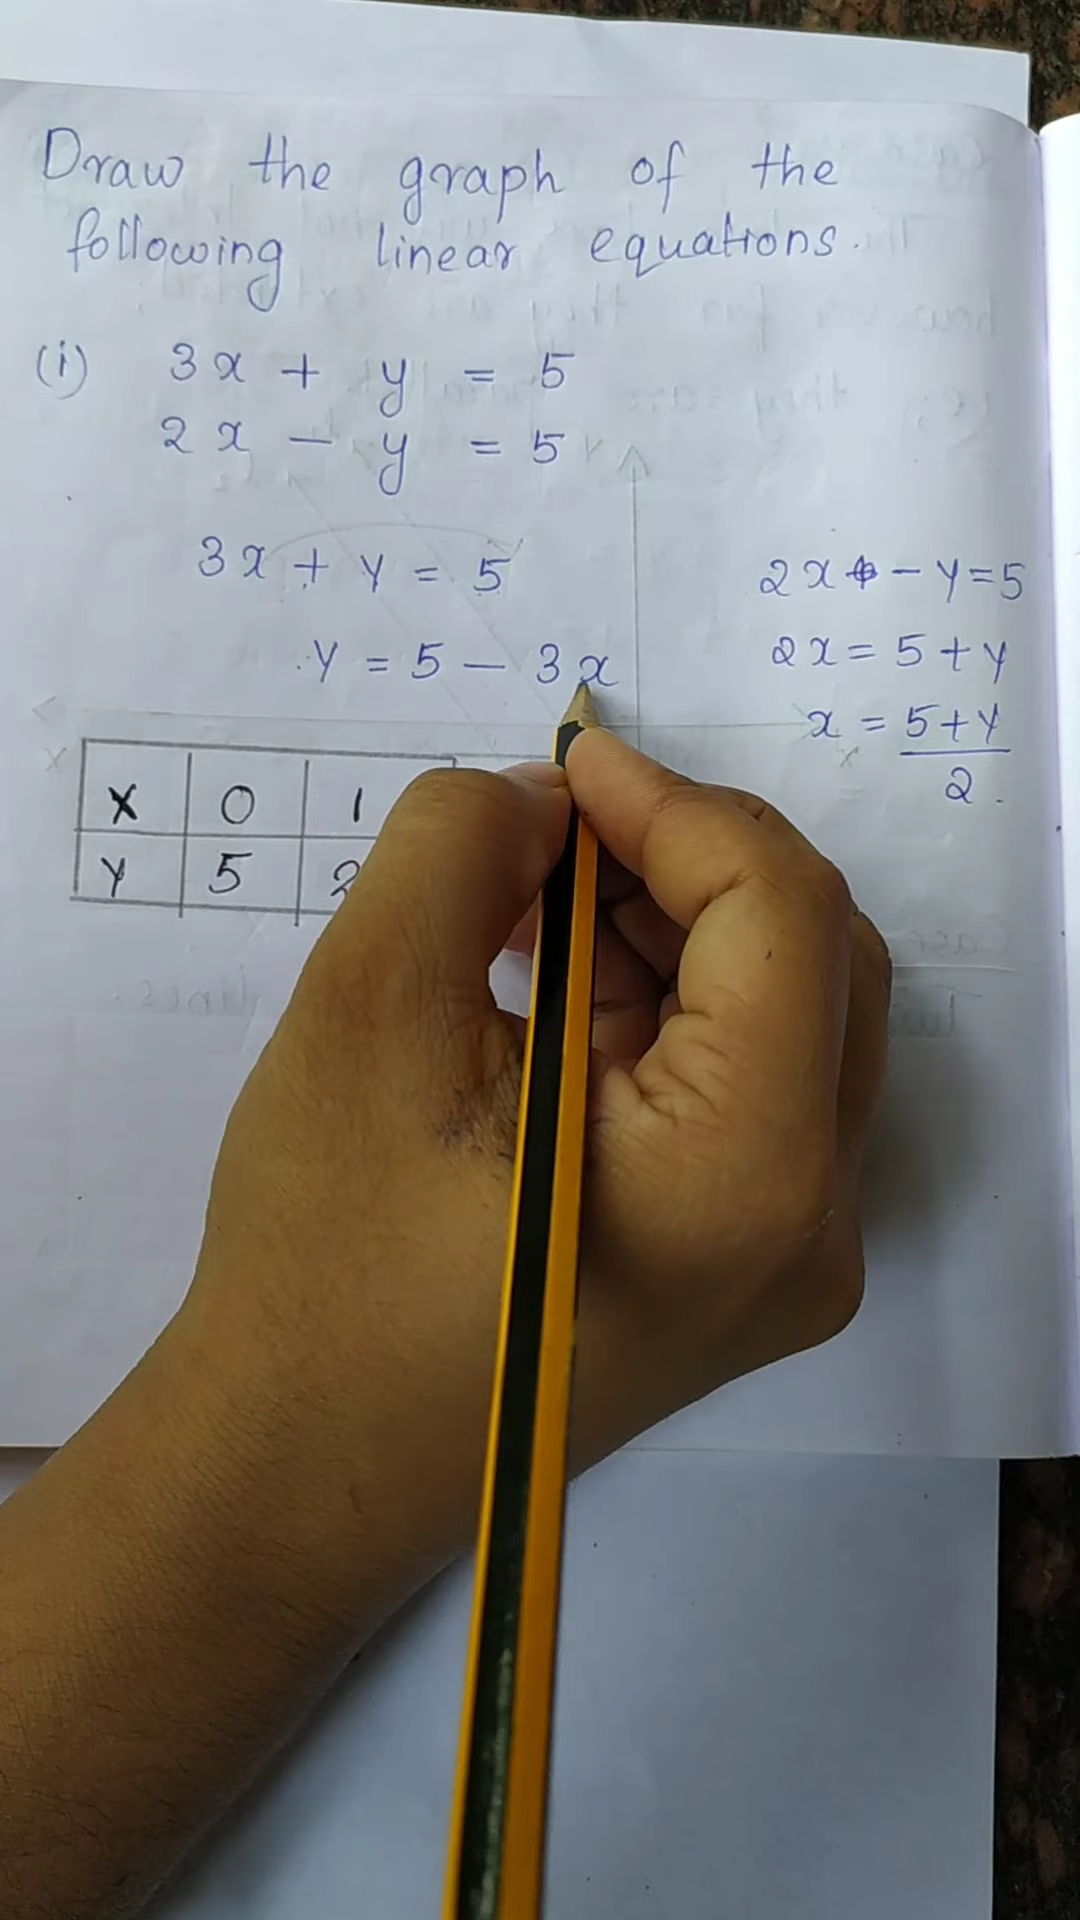 Draw the graph of the
following linear equations.
(i) 3x + y = 5
2x - y = 5
3x + y = 5
y = 5 - 3x
2x - y = 5
2x = 5 + y
x = 5+y
2
X 0 1
Y 5 2